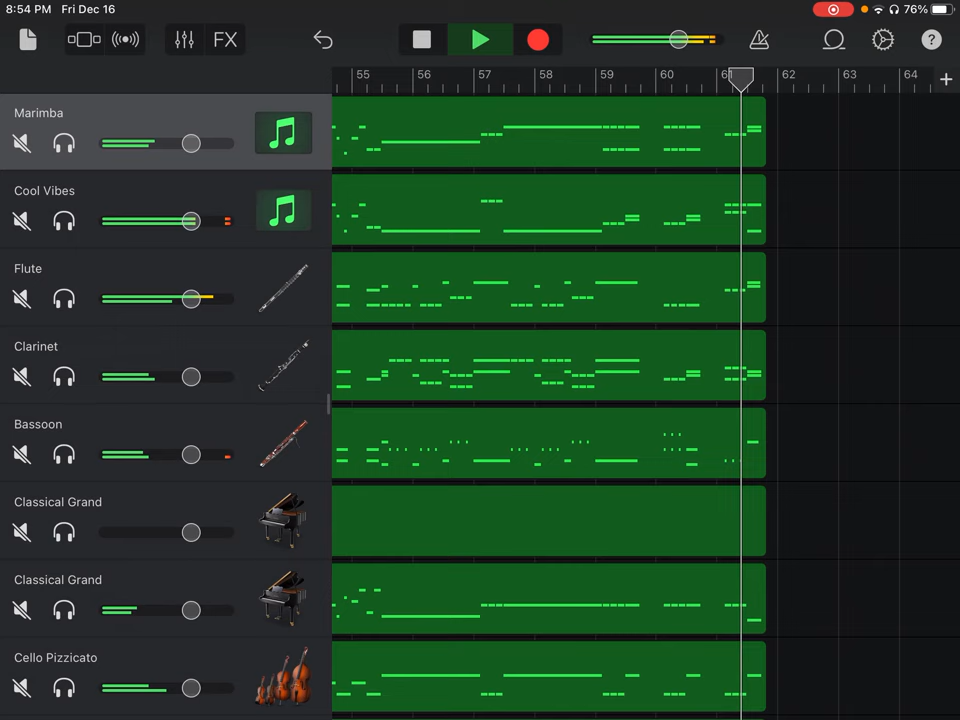 8:54 PM Fri Dec 16 76%
FX ?
55 56 57 58 59 60 61 62 63 64 +
Marimba
Cool Vibes
Flute
Clarinet
Bassoon
Classical Grand
Classical Grand
Cello Pizzicato